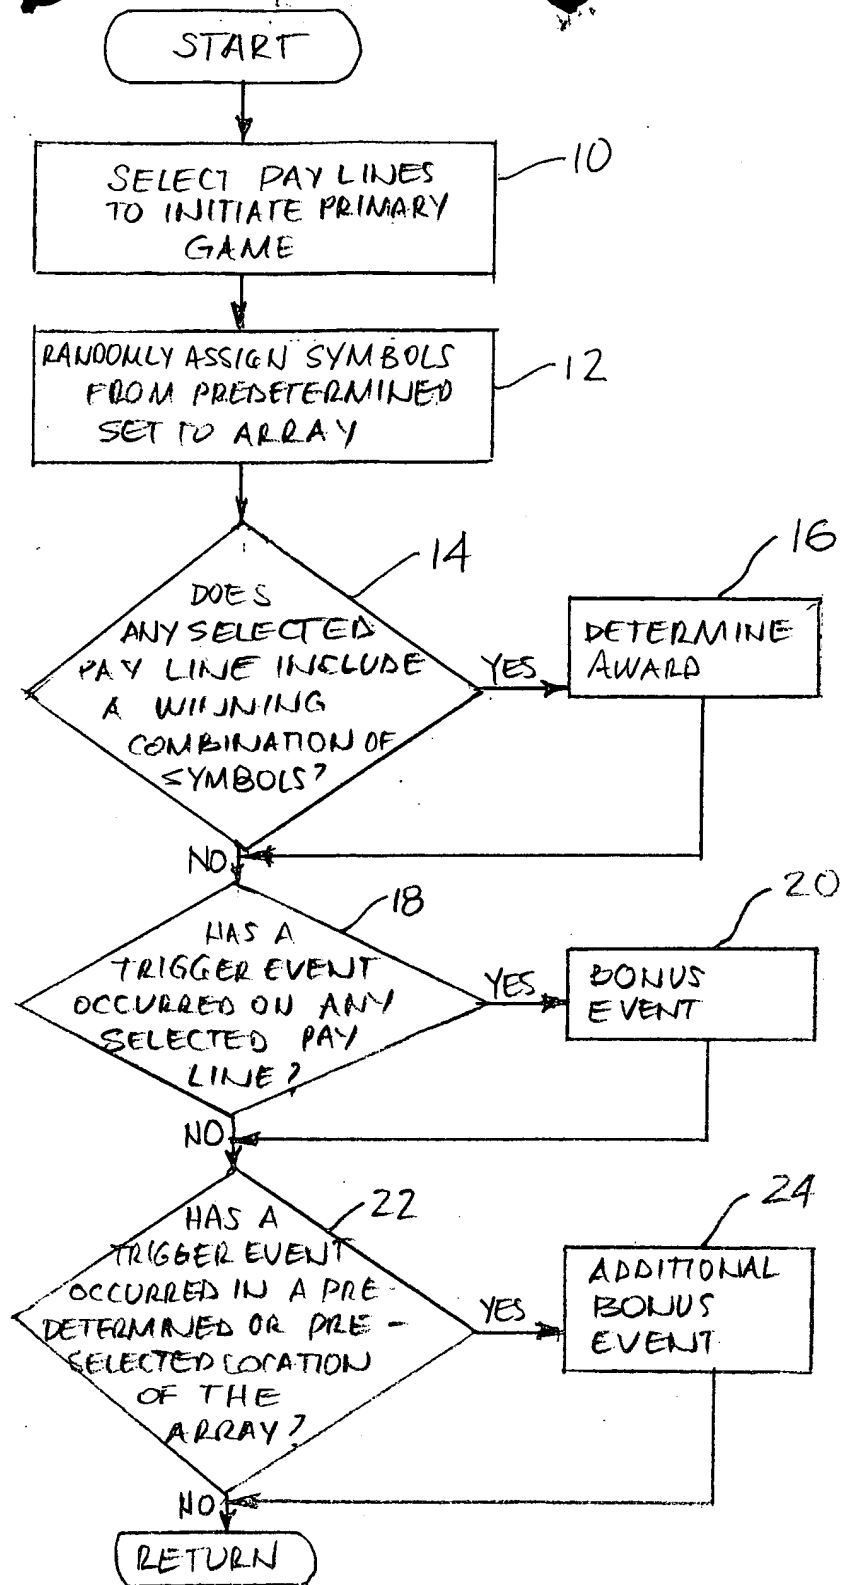 START
10
SELECT PAY LINES
TO INITIATE PRIMARY
GAME
RANDOMLY ASSIGN SYMBOLS
FROM PREDETERMINED
SET TO ARRAY
12
14
DOES
ANY SELECTED
PAY LINE INCLUDE
A WINNING
COMBINATION OF
SYMBOLS?
YES
16
DETERMINE
AWARD
NO
18
HAS A
TRIGGER EVENT
OCCURRED ON ANY
SELECTED PAY
LINE?
YES
20
BONUS
EVENT
NO
22
HAS A
TRIGGER EVENT
OCCURRED IN A PRE-
DETERMINED OR PRE-
SELECTED LOCATION
OF THE
ARRAY?
YES
24
ADDITIONAL
BONUS
EVENT
NO
RETURN